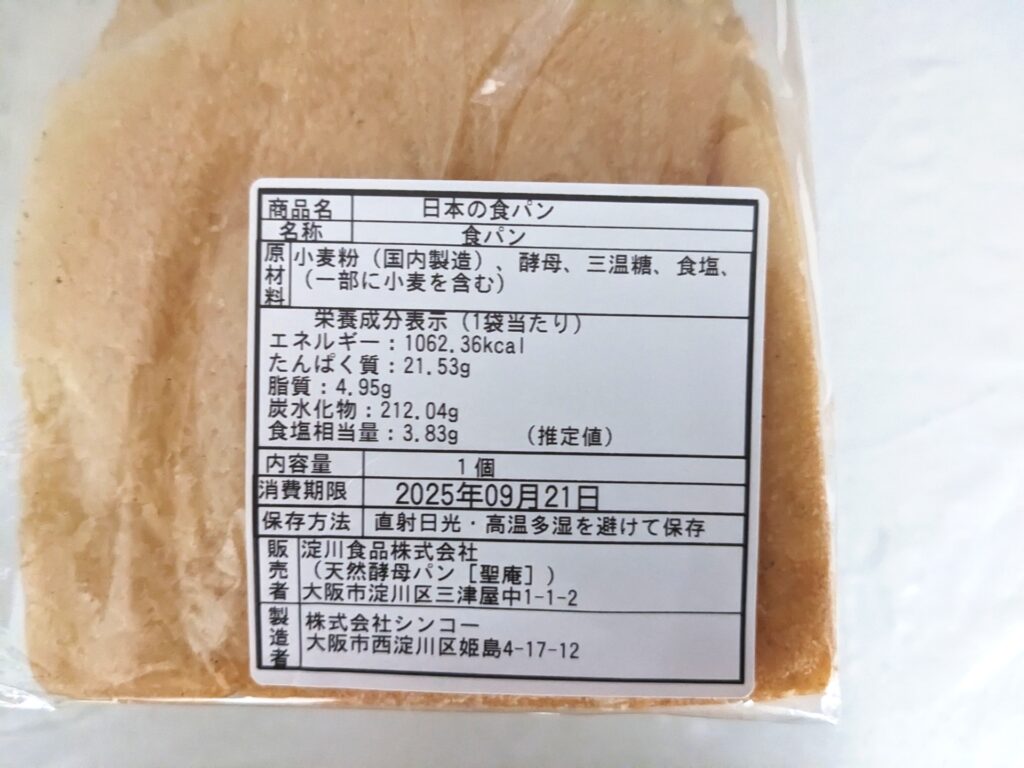 商品名 日本の食パン
名称 食パン
原材料 小麦粉（国内製造）、酵母、三温糖、食塩、
（一部に小麦を含む）
栄養成分表示（1袋当たり）
エネルギー：1062.36kcal
たんぱく質：21.53g
脂質：4.95g
炭水化物：212.04g
食塩相当量：3.83g （推定値）
内容量 1個
消費期限 2025年09月21日
保存方法 直射日光・高温多湿を避けて保存
販売者 淀川食品株式会社
（天然酵母パン［聖庵］）
大阪市淀川区三津屋中1-1-2
製造者 株式会社シンコー
大阪市西淀川区姫島4-17-12